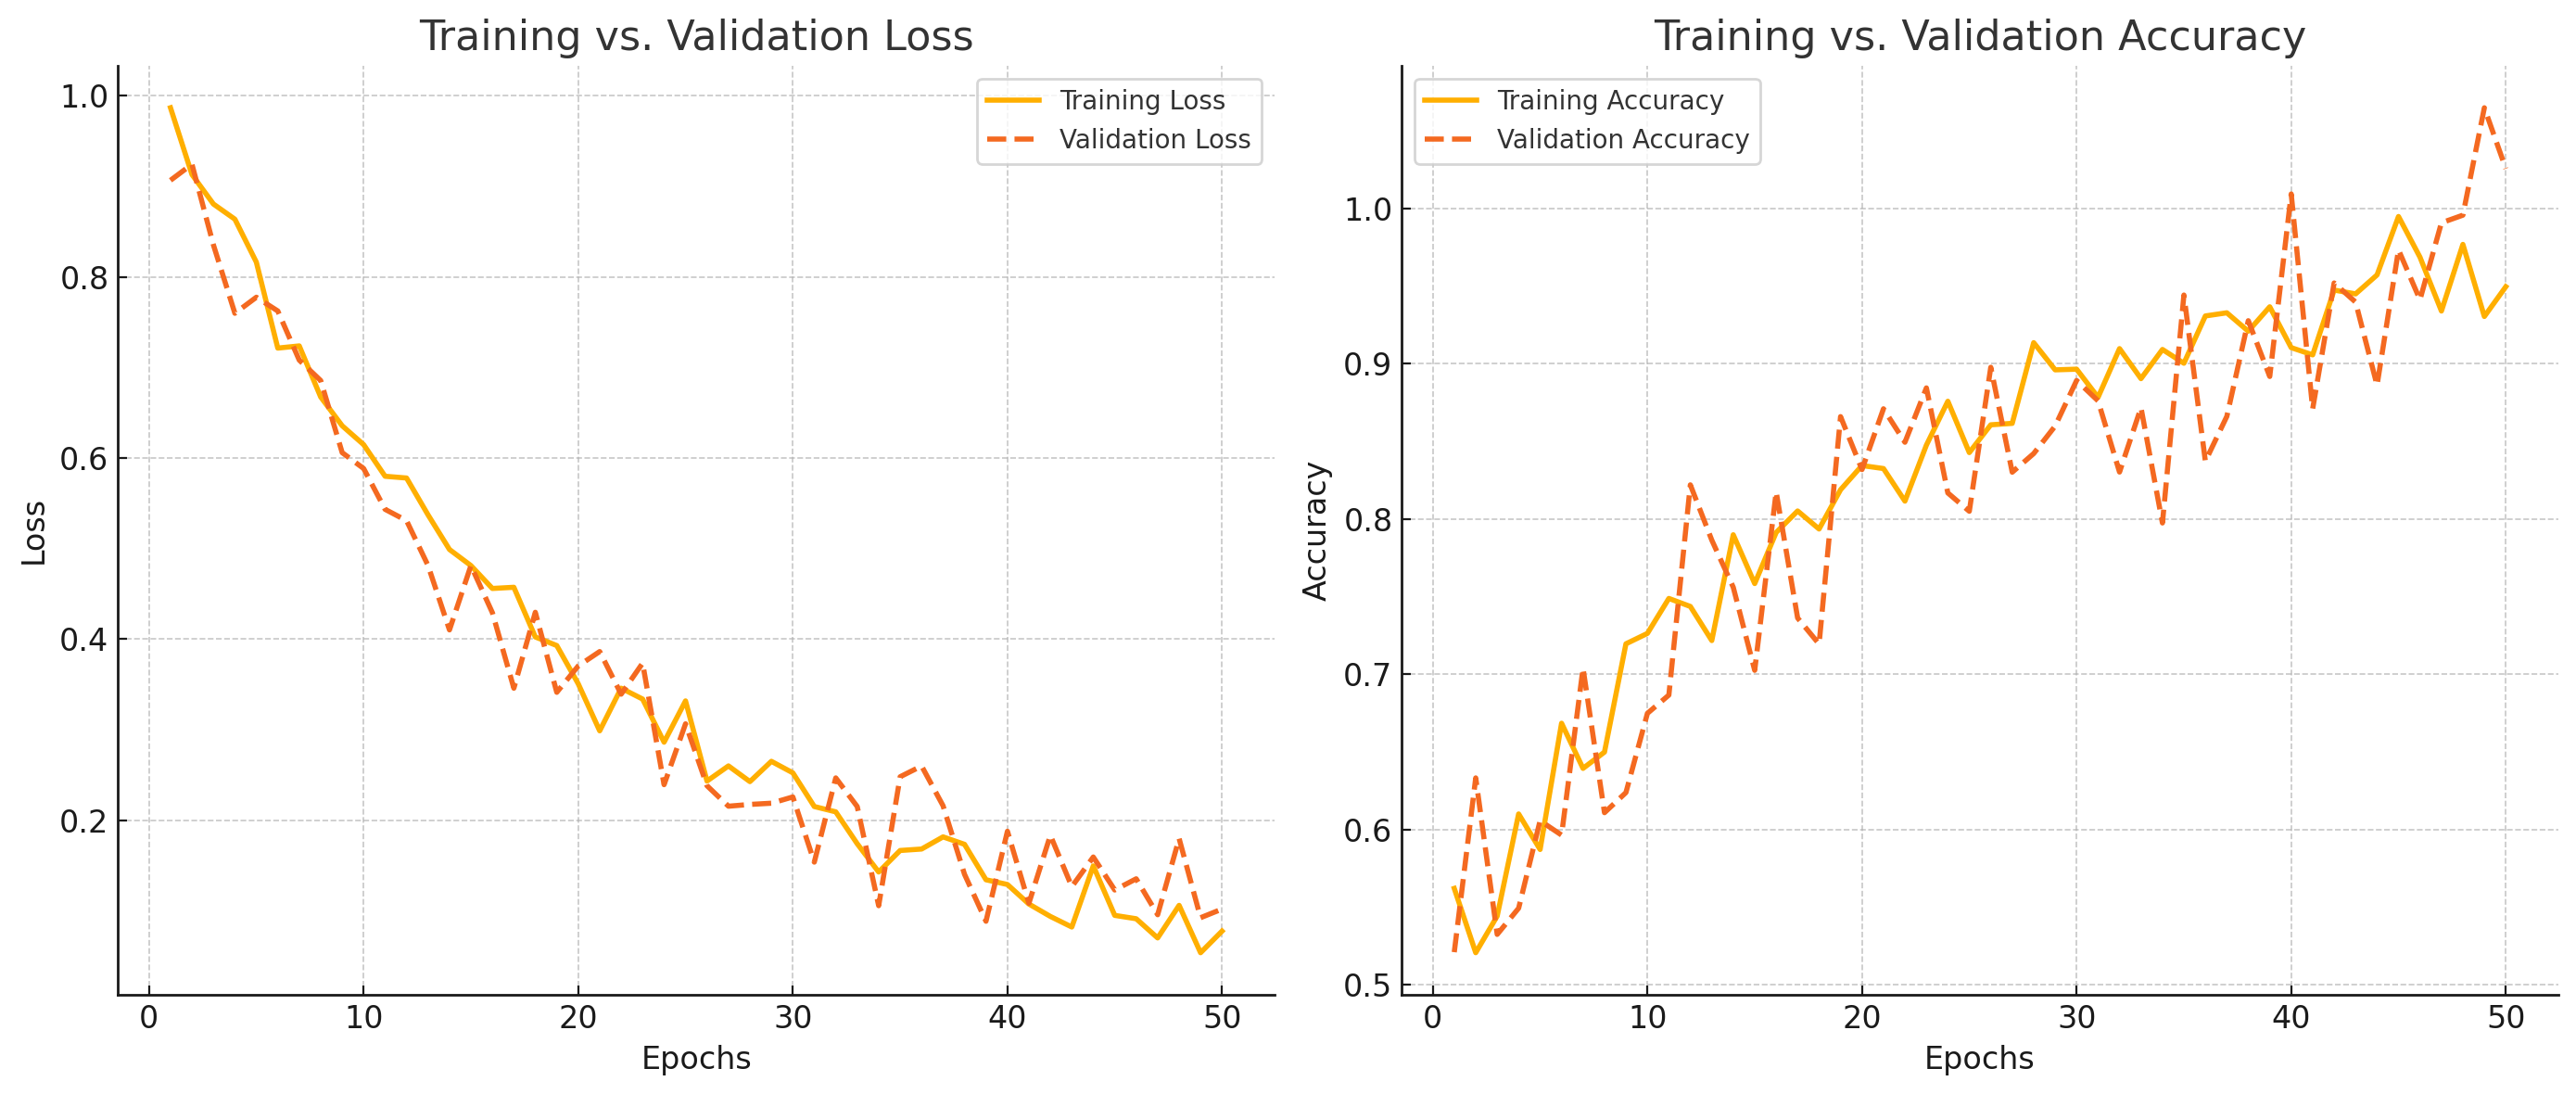 Training vs. Validation Loss
Training Loss
Validation Loss
1.0
0.8
0.6
0.4
0.2
Loss
0
10
20
30
40
50
Epochs
Training vs. Validation Accuracy
Training Accuracy
Validation Accuracy
1.0
0.9
0.8
0.7
0.6
0.5
Accuracy
0
10
20
30
40
50
Epochs